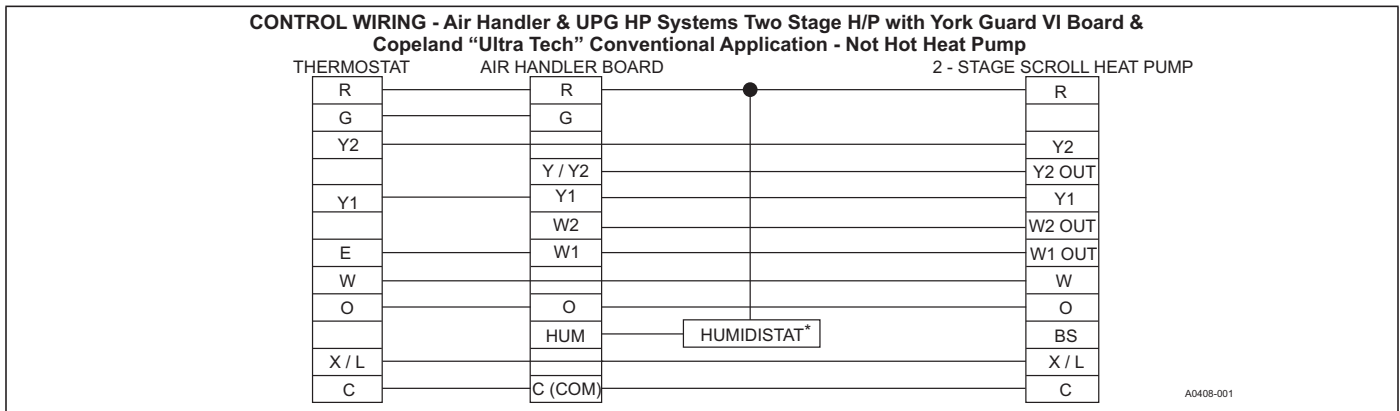 CONTROL WIRING - Air Handler & UPG HP Systems Two Stage H/P with York Guard VI Board &
Copeland “Ultra Tech” Conventional Application - Not Hot Heat Pump
THERMOSTAT AIR HANDLER BOARD 2 - STAGE SCROLL HEAT PUMP
R R R
G G
Y2 Y2
Y / Y2 Y2 OUT
Y1 Y1 Y1
W2 W2 OUT
E W1 W1 OUT
W W
O O O
HUM HUMIDISTAT* BS
X / L X / L
C C (COM) C
A0408-001